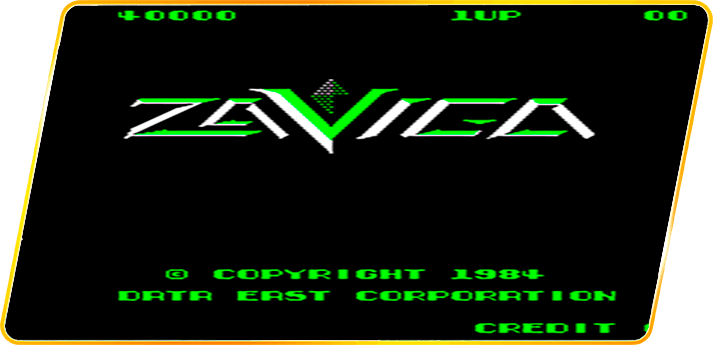 40000 1UP 00
ZAVIGA
© COPYRIGHT 1984
DATA EAST CORPORATION
CREDIT